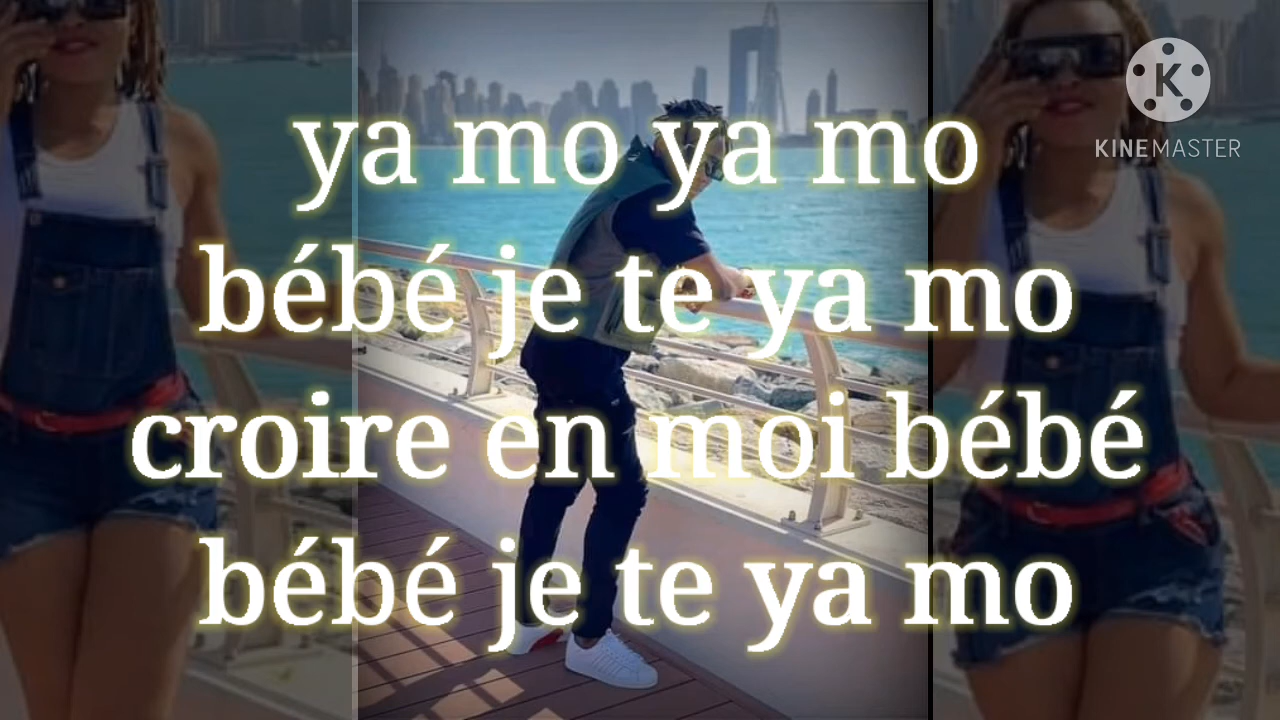 K
KINEMASTER
ya mo ya mo
bébé je te ya mo
croire en moi bébé
bébé je te ya mo